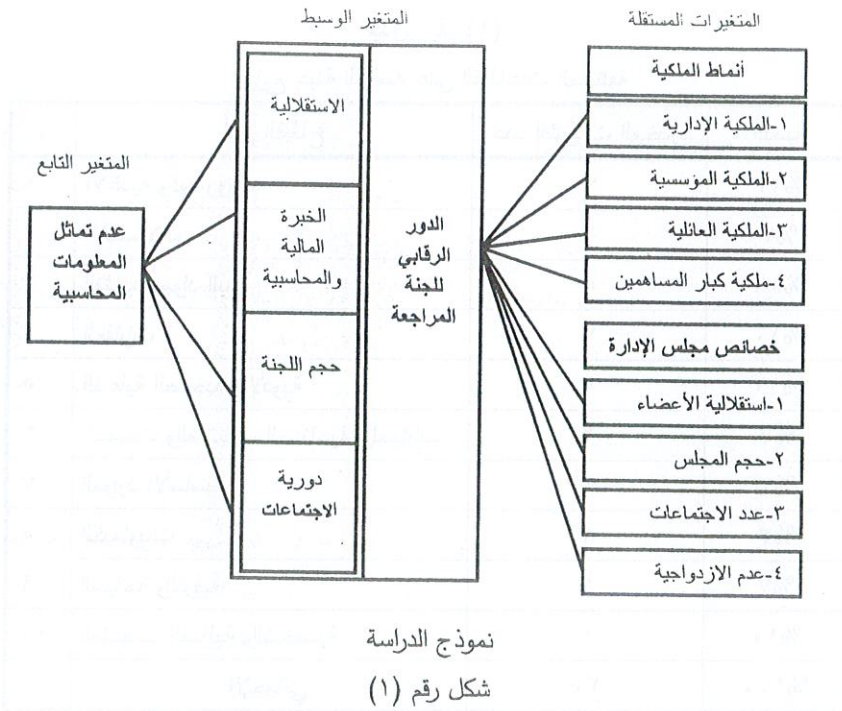 المتغيرات المستقلة
المتغير الوسيط
المتغير التابع
أنماط الملكية
١-الملكية الإدارية
٢-الملكية المؤسسية
٣-الملكية العائلية
٤-ملكية كبار المساهمين
خصائص مجلس الإدارة
١-استقلالية الأعضاء
٢-حجم المجلس
٣-عدد الاجتماعات
٤-عدم الازدواجية
الدور
الرقابي
للجنة
المراجعة
الاستقلالية
الخبرة
المالية
والمحاسبية
حجم اللجنة
دورية
الاجتماعات
عدم تماثل
المعلومات
المحاسبية
نموذج الدراسة
شكل رقم (١)